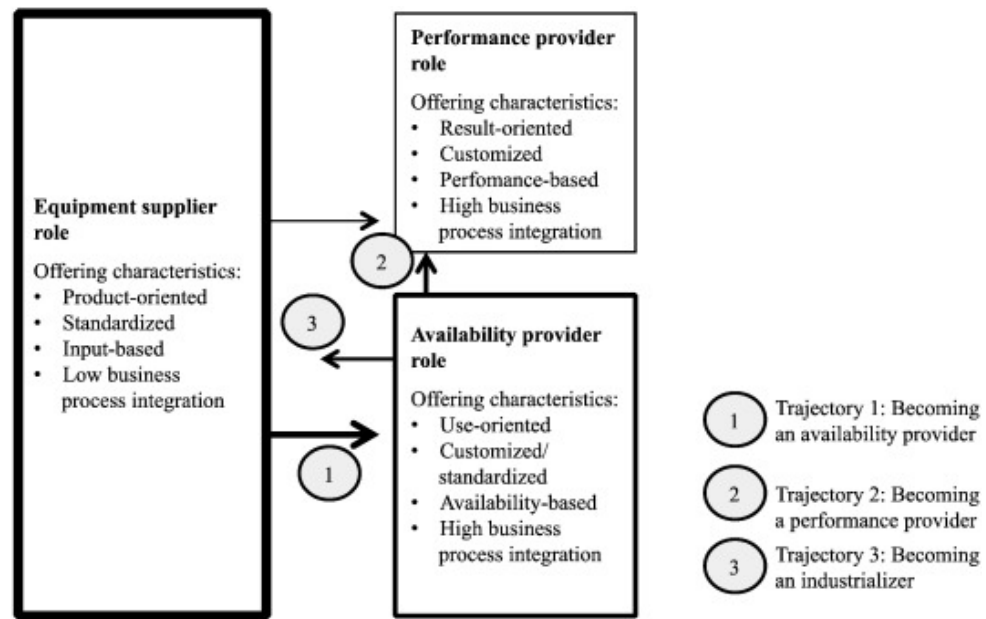 Equipment supplier
role
Offering characteristics:
• Product-oriented
• Standardized
• Input-based
• Low business
process integration
Performance provider
role
Offering characteristics:
• Result-oriented
• Customized
• Perfomance-based
• High business
process integration
2
3
1
Availability provider
role
Offering characteristics:
• Use-oriented
• Customized/
standardized
• Availability-based
• High business
process integration
1 Trajectory 1: Becoming
an availability provider
2 Trajectory 2: Becoming
a performance provider
3 Trajectory 3: Becoming
an industrializer